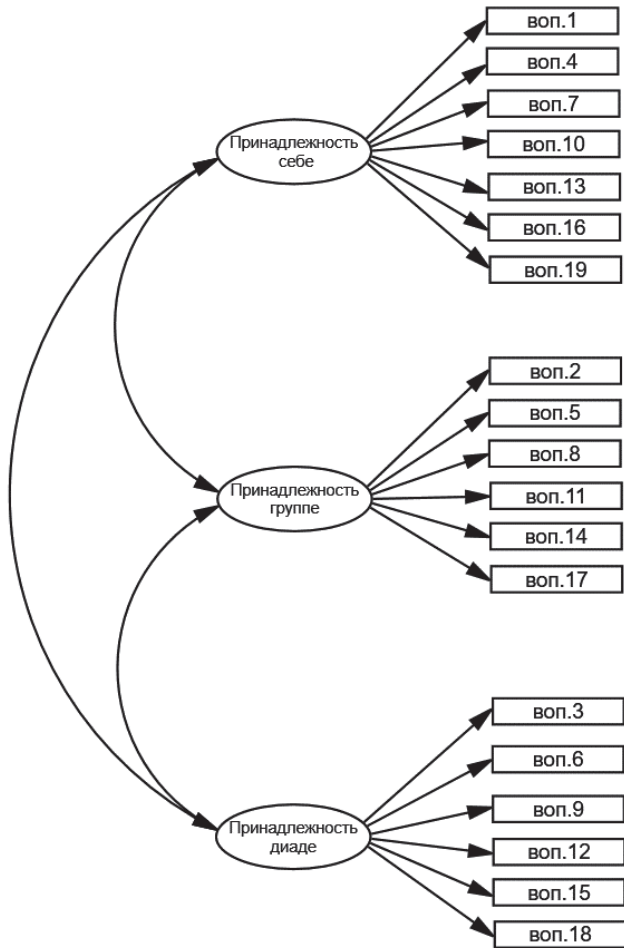 воп.1
воп.4
воп.7
Принадлежность
себе
воп.10
воп.13
воп.16
воп.19
воп.2
воп.5
воп.8
Принадлежность
группе
воп.11
воп.14
воп.17
воп.3
воп.6
воп.9
Принадлежность
диаде
воп.12
воп.15
воп.18